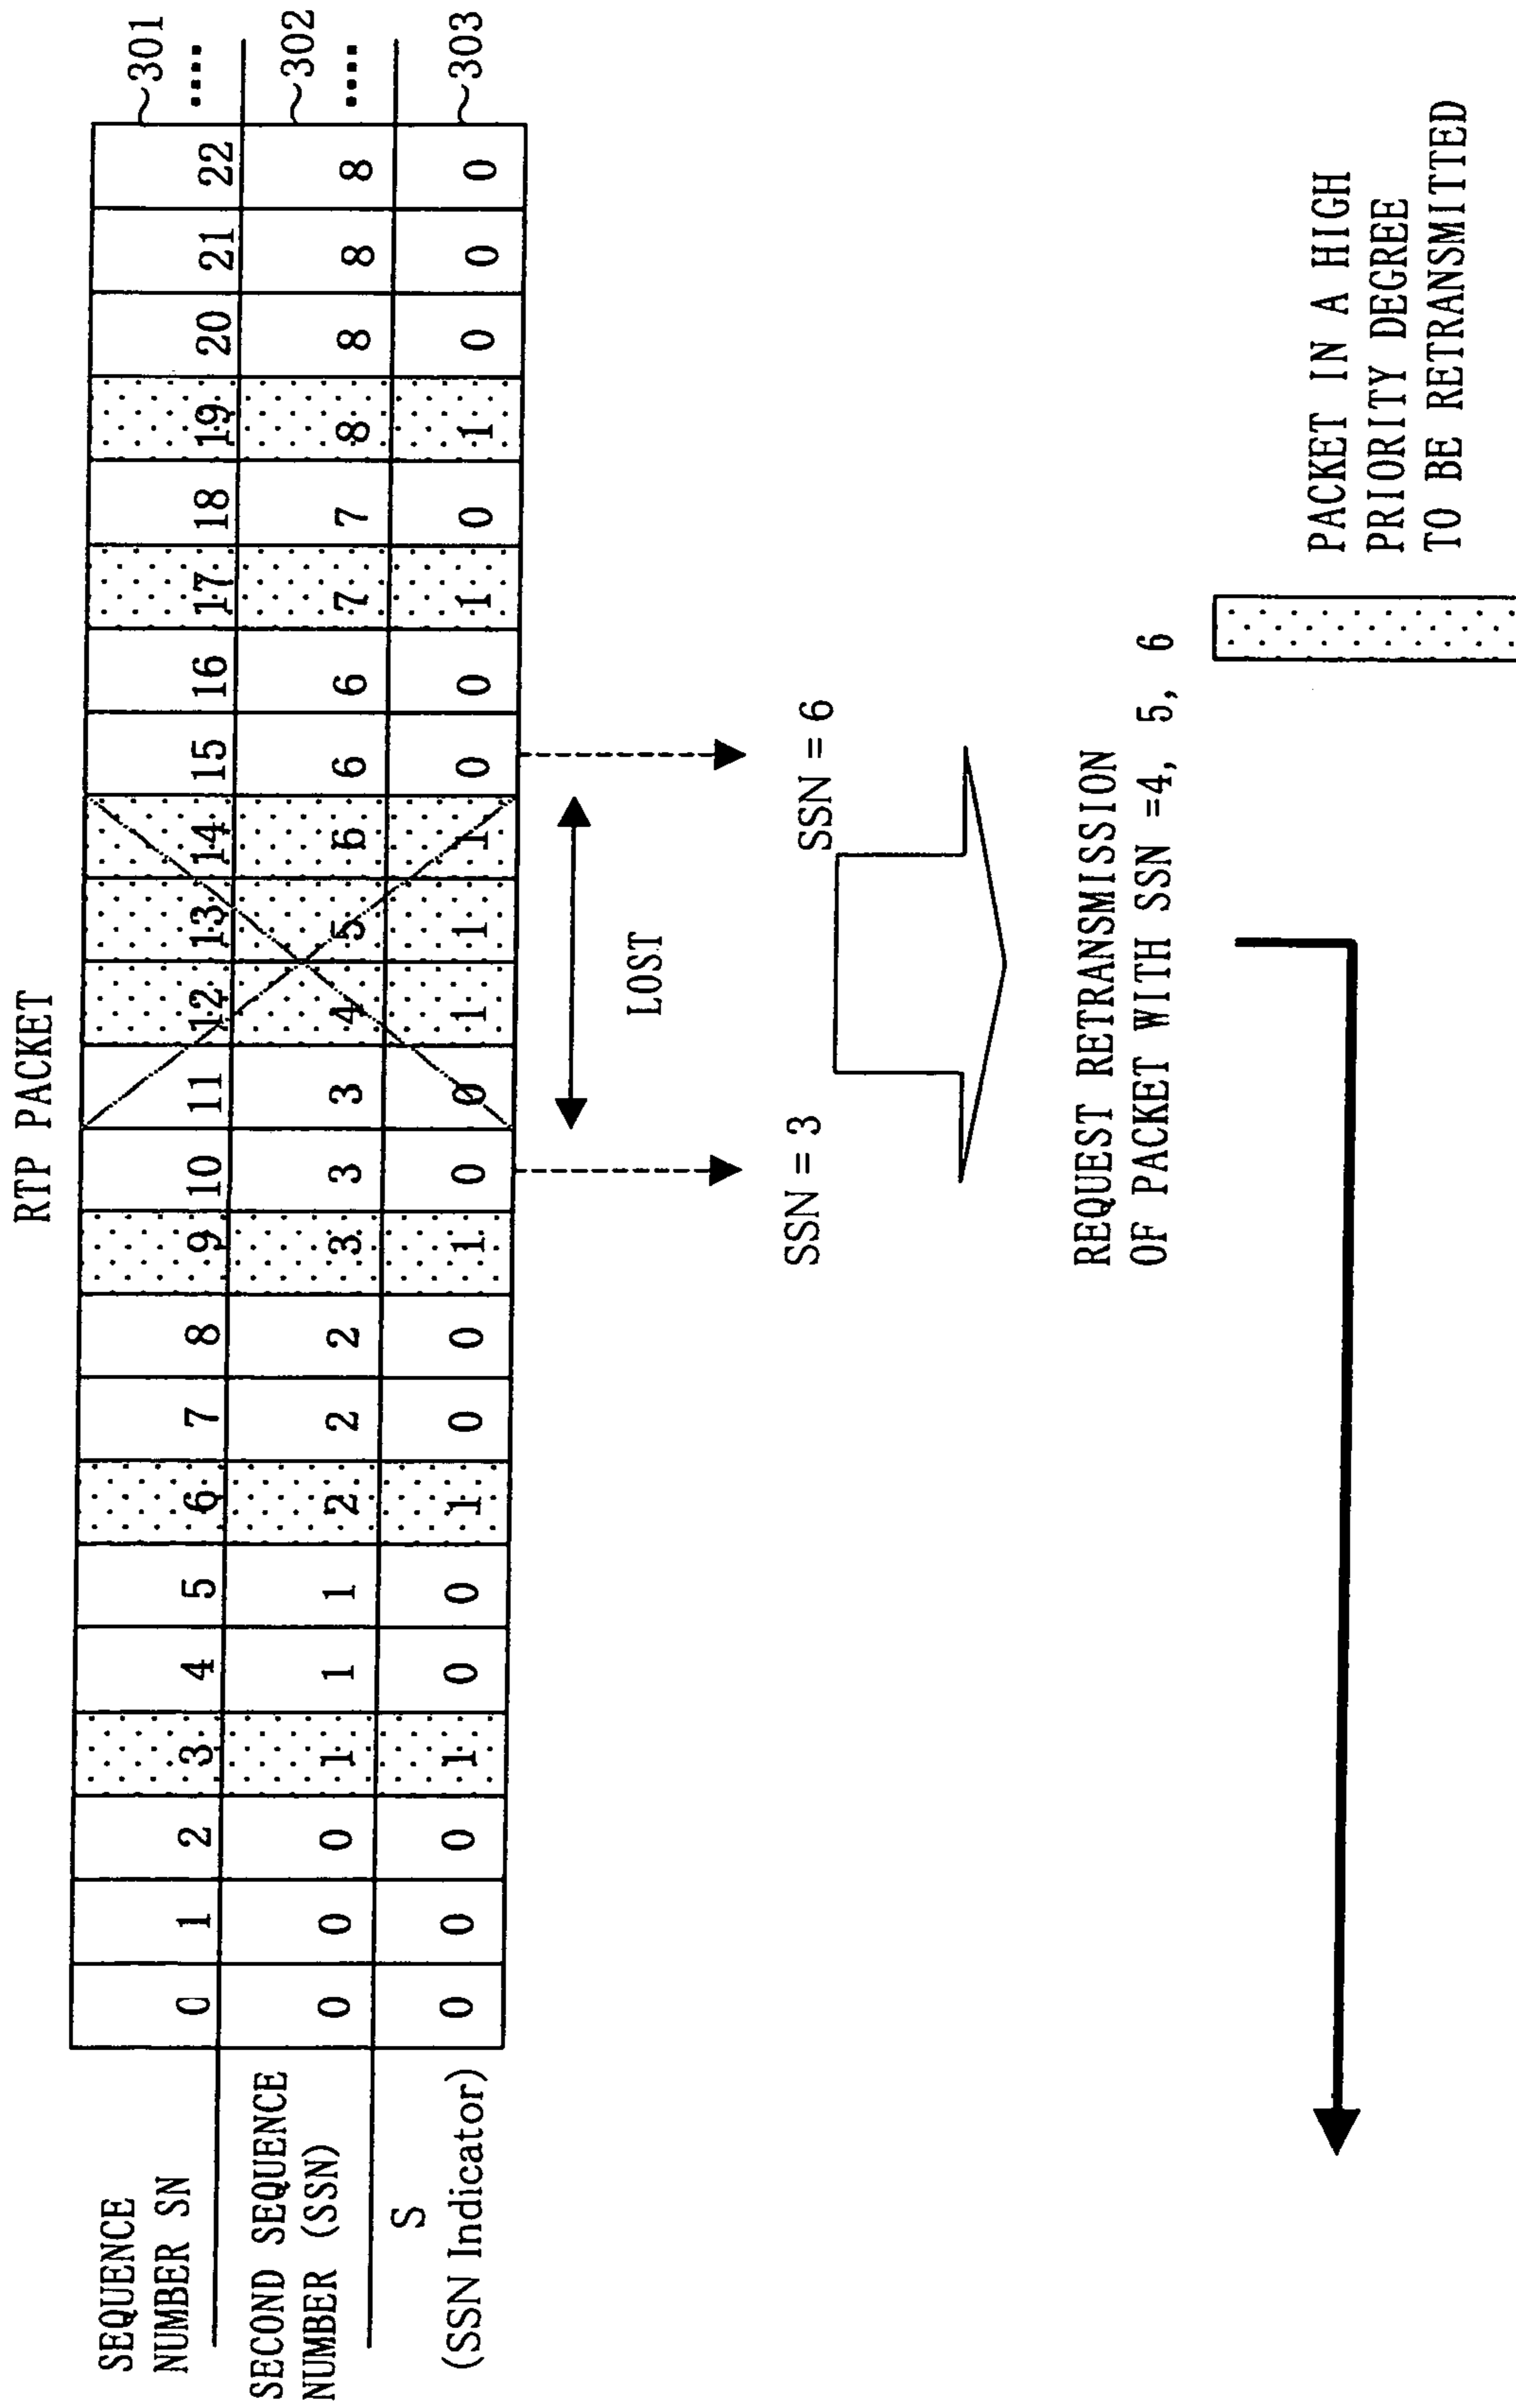 RTP PACKET
SEQUENCE
NUMBER SN
0 1 2 3 4 5 6 7 8 9 10 11 12 13 14 15 16 17 18 19 20 21 22 .... 301
SECOND SEQUENCE
NUMBER (SSN)
0 0 0 1 1 1 2 2 2 3 3 3 4 5 6 6 6 7 7 8 8 8 8 .... 302
S
(SSN Indicator)
0 0 0 1 0 0 1 0 0 1 0 0 1 1 1 0 0 1 0 1 0 0 0 303
LOST
SSN = 3
SSN = 6
REQUEST RETRANSMISSION
OF PACKET WITH SSN =4, 5, 6
PACKET IN A HIGH
PRIORITY DEGREE
TO BE RETRANSMITTED